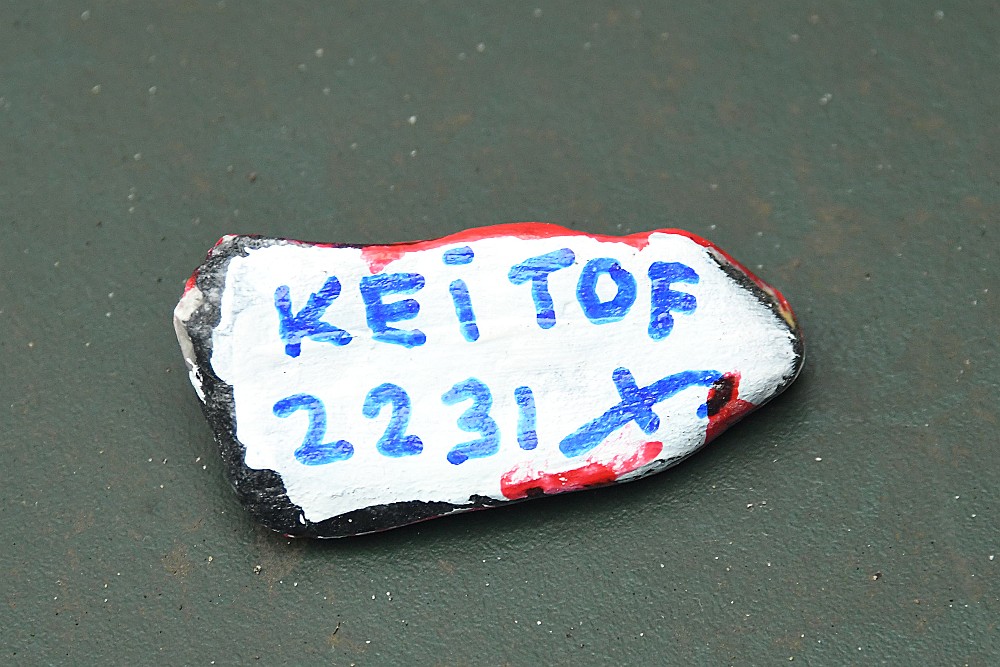 KEiTOF
2231 X